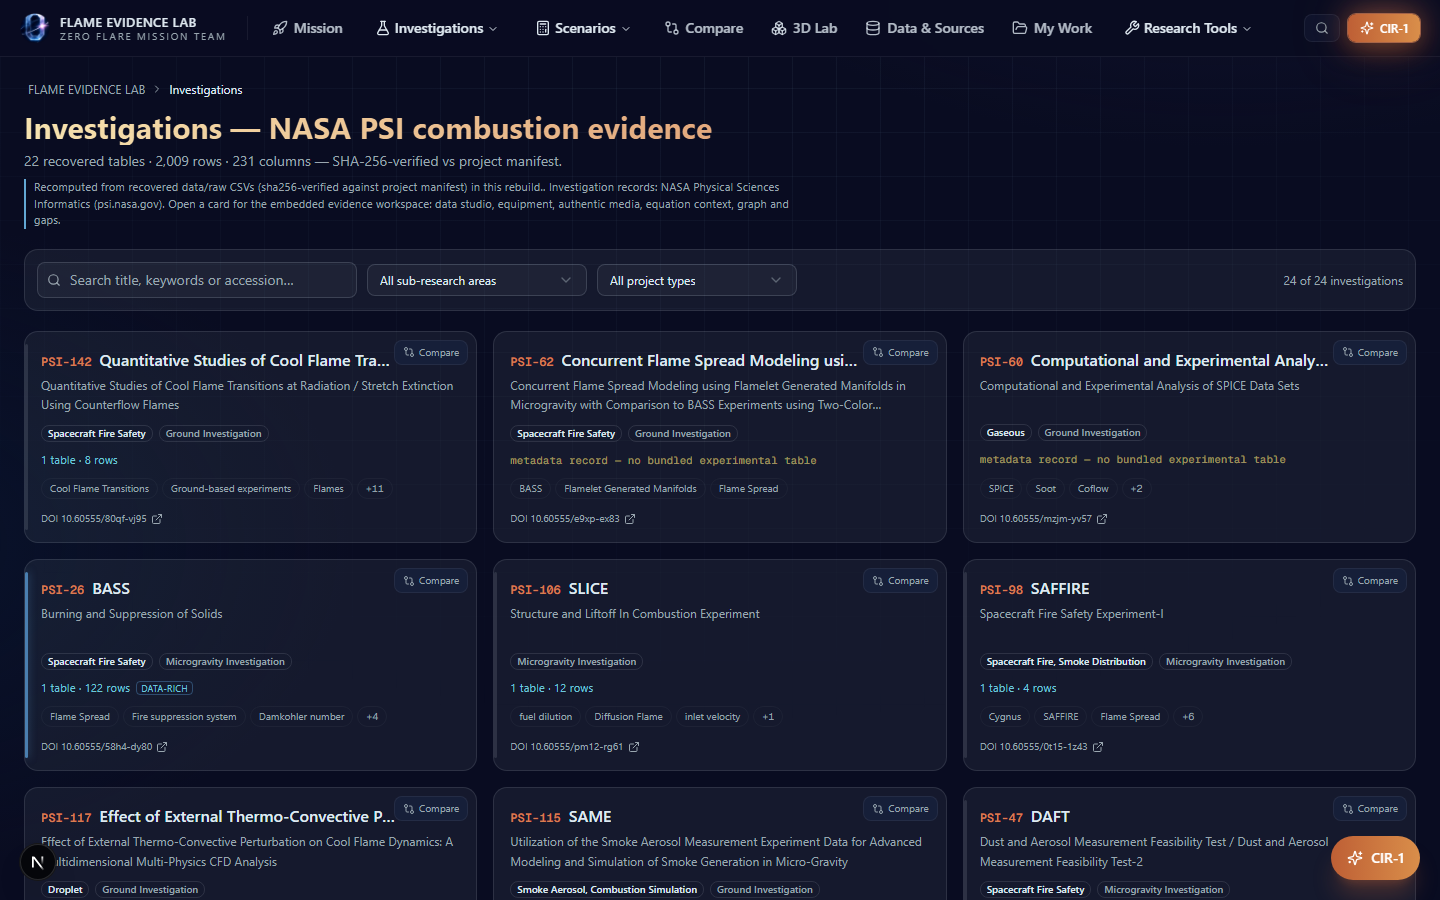 FLAME EVIDENCE LAB
ZERO FLARE MISSION TEAM
Mission
Investigations
Scenarios
Compare
3D Lab
Data & Sources
My Work
Research Tools
CIR-1
FLAME EVIDENCE LAB > Investigations
Investigations — NASA PSI combustion evidence
22 recovered tables · 2,009 rows · 231 columns — SHA-256-verified vs project manifest.
Recomputed from recovered data/raw CSVs (sha256-verified against project manifest) in this rebuild.. Investigation records: NASA Physical Sciences
Informatics (psi.nasa.gov). Open a card for the embedded evidence workspace: data studio, equipment, authentic media, equation context, graph and
gaps.
Search title, keywords or accession...
All sub-research areas
All project types
24 of 24 investigations
PSI-142 Quantitative Studies of Cool Flame Tra...
Compare
Quantitative Studies of Cool Flame Transitions at Radiation / Stretch Extinction
Using Counterflow Flames
Spacecraft Fire Safety
Ground Investigation
1 table · 8 rows
Cool Flame Transitions
Ground-based experiments
Flames
+11
DOI 10.60555/80qf-vj95
PSI-62 Concurrent Flame Spread Modeling usi...
Compare
Concurrent Flame Spread Modeling using Flamelet Generated Manifolds in
Microgravity with Comparison to BASS Experiments using Two-Color...
Spacecraft Fire Safety
Ground Investigation
metadata record — no bundled experimental table
BASS
Flamelet Generated Manifolds
Flame Spread
DOI 10.60555/e9xp-ex83
PSI-60 Computational and Experimental Analy...
Compare
Computational and Experimental Analysis of SPICE Data Sets
Gaseous
Ground Investigation
metadata record — no bundled experimental table
SPICE
Soot
Coflow
+2
DOI 10.60555/mzjm-yv57
PSI-26 BASS
Compare
Burning and Suppression of Solids
Spacecraft Fire Safety
Microgravity Investigation
1 table · 122 rows DATA-RICH
Flame Spread
Fire suppression system
Damkohler number
+4
DOI 10.60555/58h4-dy80
PSI-106 SLICE
Compare
Structure and Liftoff In Combustion Experiment
Microgravity Investigation
1 table · 12 rows
fuel dilution
Diffusion Flame
inlet velocity
+1
DOI 10.60555/pm12-rg61
PSI-98 SAFFIRE
Compare
Spacecraft Fire Safety Experiment-I
Spacecraft Fire, Smoke Distribution
Microgravity Investigation
1 table · 4 rows
Cygnus
SAFFIRE
Flame Spread
+6
DOI 10.60555/0t15-1z43
PSI-117 Effect of External Thermo-Convective P...
Compare
Effect of External Thermo-Convective Perturbation on Cool Flame Dynamics: A
ultidimensional Multi-Physics CFD Analysis
Droplet
Ground Investigation
N
PSI-115 SAME
Compare
Utilization of the Smoke Aerosol Measurement Experiment Data for Advanced
Modeling and Simulation of Smoke Generation in Micro-Gravity
Smoke Aerosol, Combustion Simulation
Ground Investigation
PSI-47 DAFT
Compare
Dust and Aerosol Measurement Feasibility Test / Dust and Aerosol
Measurement Feasibility Test-2
Spacecraft Fire Safety
Microgravity Investigation
CIR-1